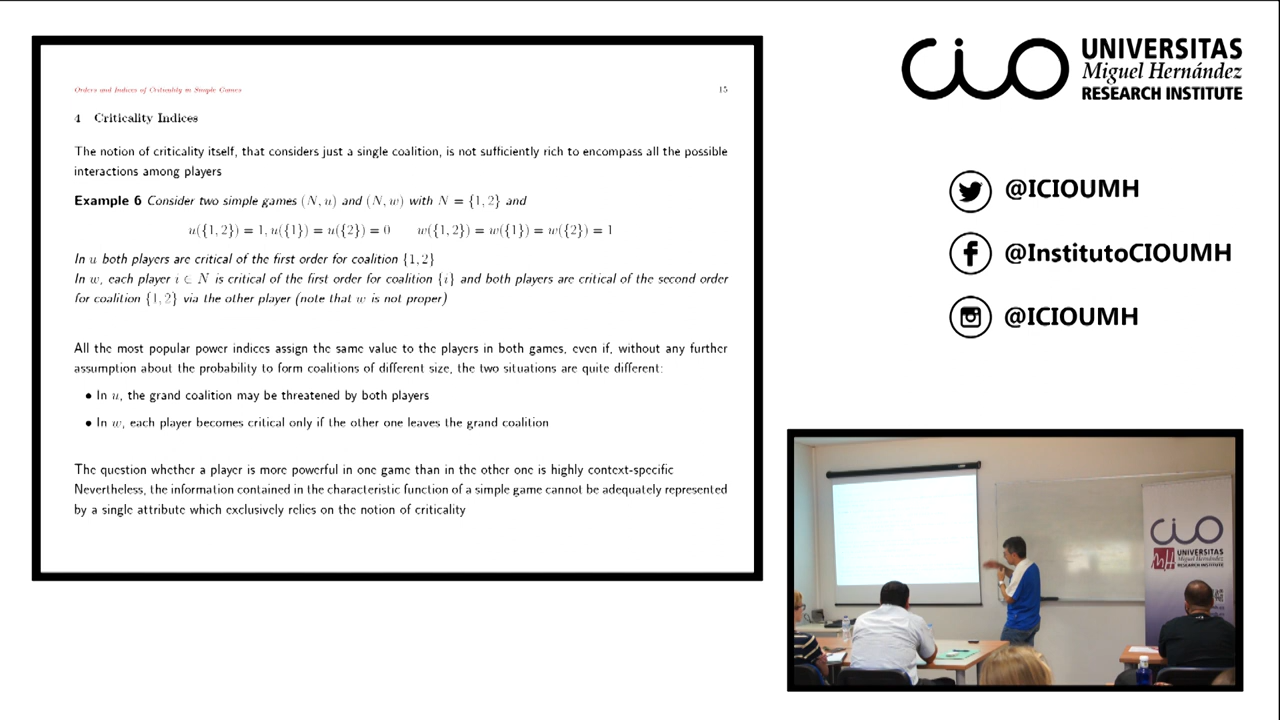 Orders and Indices of Criticality in Simple Games 15
4 Criticality Indices
The notion of criticality itself, that considers just a single coalition, is not sufficiently rich to encompass all the possible
interactions among players
Example 6 Consider two simple games (N, u) and (N, w) with N = {1, 2} and
u({1, 2}) = 1, u({1}) = u({2}) = 0 w({1, 2}) = w({1}) = w({2}) = 1
In u both players are critical of the first order for coalition {1, 2}
In w, each player i ∈ N is critical of the first order for coalition {i} and both players are critical of the second order
for coalition {1, 2} via the other player (note that w is not proper)
All the most popular power indices assign the same value to the players in both games, even if, without any further
assumption about the probability to form coalitions of different size, the two situations are quite different:
• In u, the grand coalition may be threatened by both players
• In w, each player becomes critical only if the other one leaves the grand coalition
The question whether a player is more powerful in one game than in the other one is highly context-specific
Nevertheless, the information contained in the characteristic function of a simple game cannot be adequately represented
by a single attribute which exclusively relies on the notion of criticality
cio
UNIVERSITAS
Miguel Hernández
RESEARCH INSTITUTE
@ICIOUMH
@InstitutoCIOUMH
@ICIOUMH
cio
UNIVERSITAS
Miguel Hernández
RESEARCH INSTITUTE